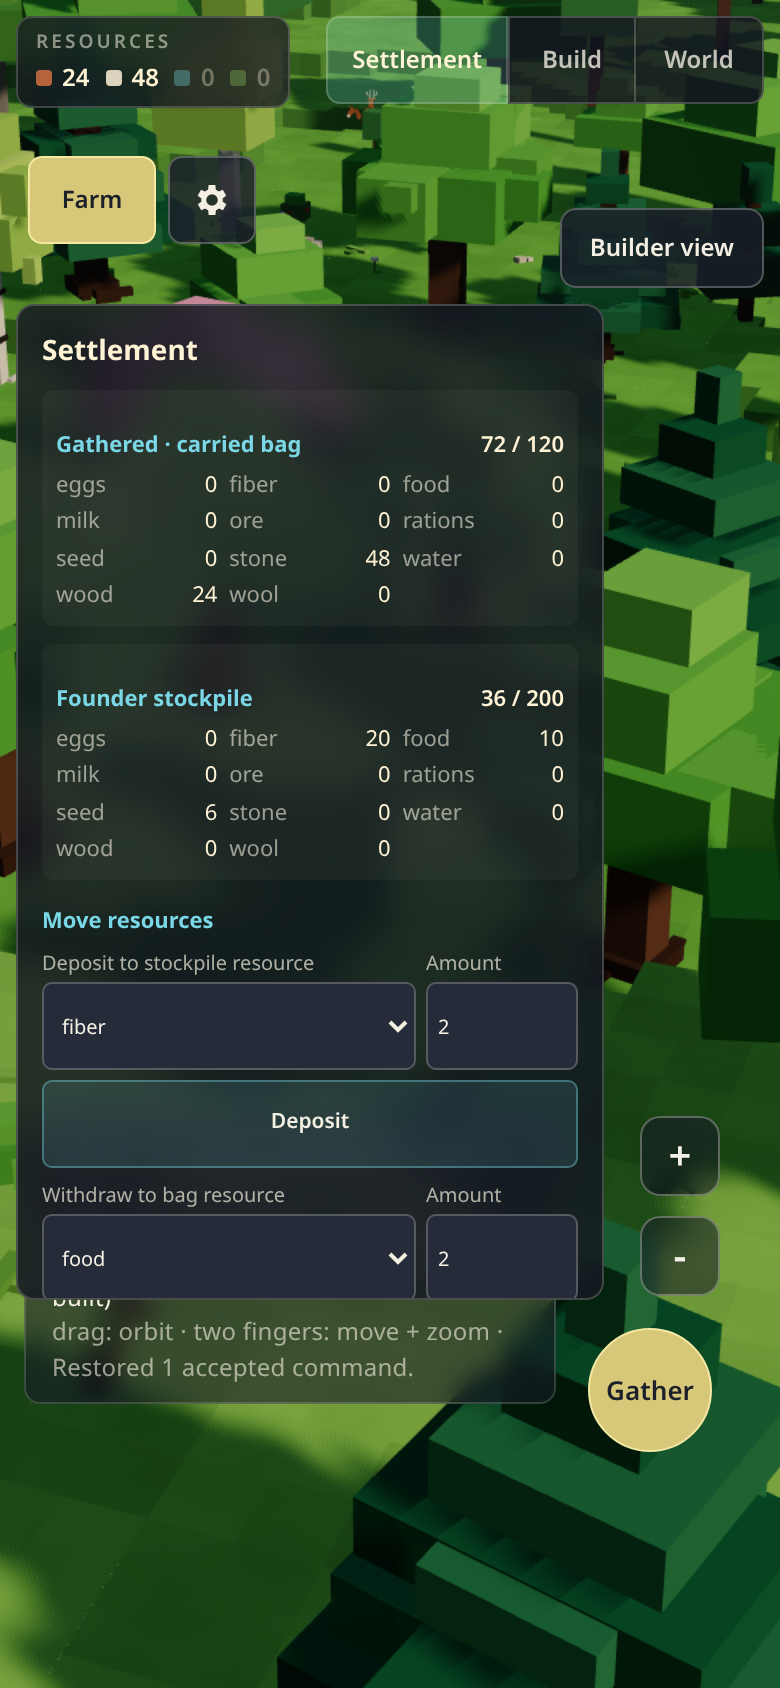 RESOURCES
24 48 0 0
Settlement Build World
Farm
Builder view
Settlement
Gathered · carried bag 72 / 120
eggs 0 fiber 0 food 0
milk 0 ore 0 rations 0
seed 0 stone 48 water 0
wood 24 wool 0
Founder stockpile 36 / 200
eggs 0 fiber 20 food 10
milk 0 ore 0 rations 0
seed 6 stone 0 water 0
wood 0 wool 0
Move resources
Deposit to stockpile resource Amount
fiber 2
Deposit
Withdraw to bag resource Amount
food 2
built)
drag: orbit · two fingers: move + zoom ·
Restored 1 accepted command.
+
-
Gather